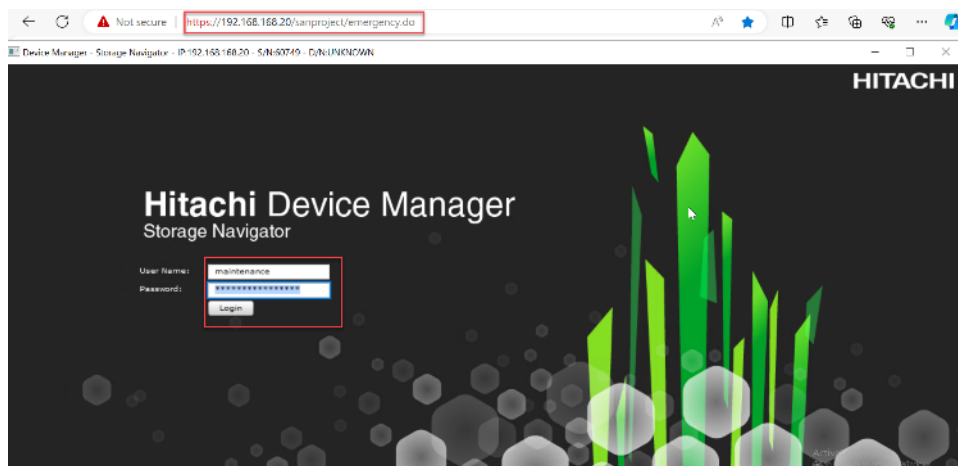 Not secure
https://192.168.168.20/sanproject/emergency.do
Device Manager - Storage Navigator - IP:192.168.168.20 - S/N:60749 - D/N:UNKNOWN
HITACHI
Hitachi Device Manager
Storage Navigator
User Name:
maintenance
Password:
****************
Login